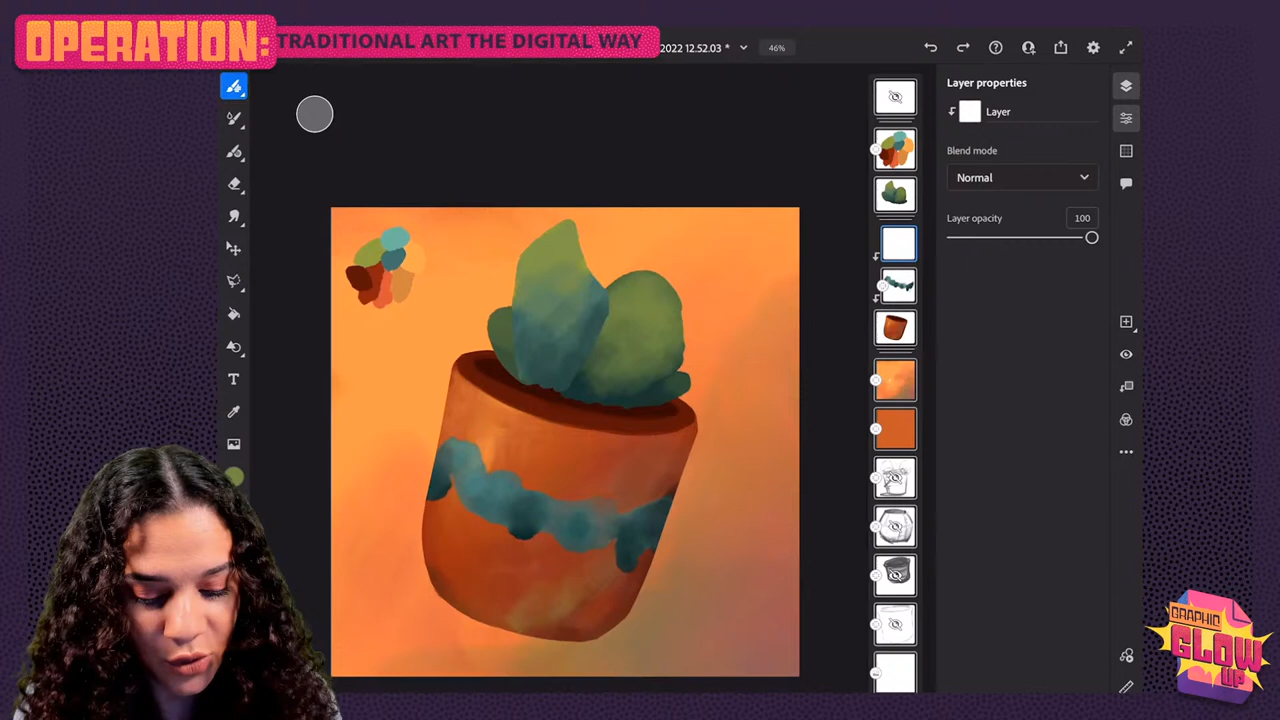 OPERATION:
TRADITIONAL ART THE DIGITAL WAY
2022 12.52.03 *
46%
Layer properties
Layer
Blend mode
Normal
Layer opacity
100
T
GRAPHIC
GLOW
UP